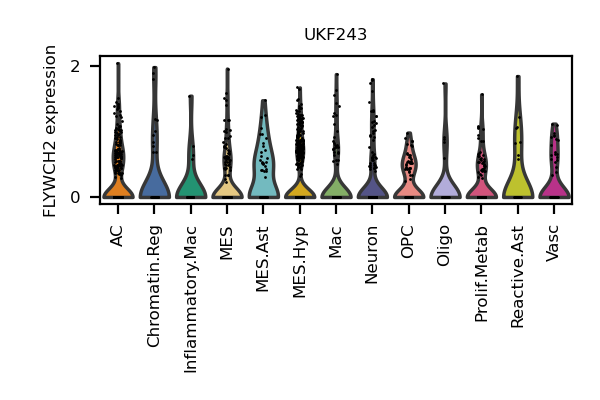 UKF243
FLYWCH2 expression
2
0
AC
Chromatin.Reg
Inflammatory.Mac
MES
MES.Ast
MES.Hyp
Mac
Neuron
OPC
Oligo
Prolif.Metab
Reactive.Ast
Vasc